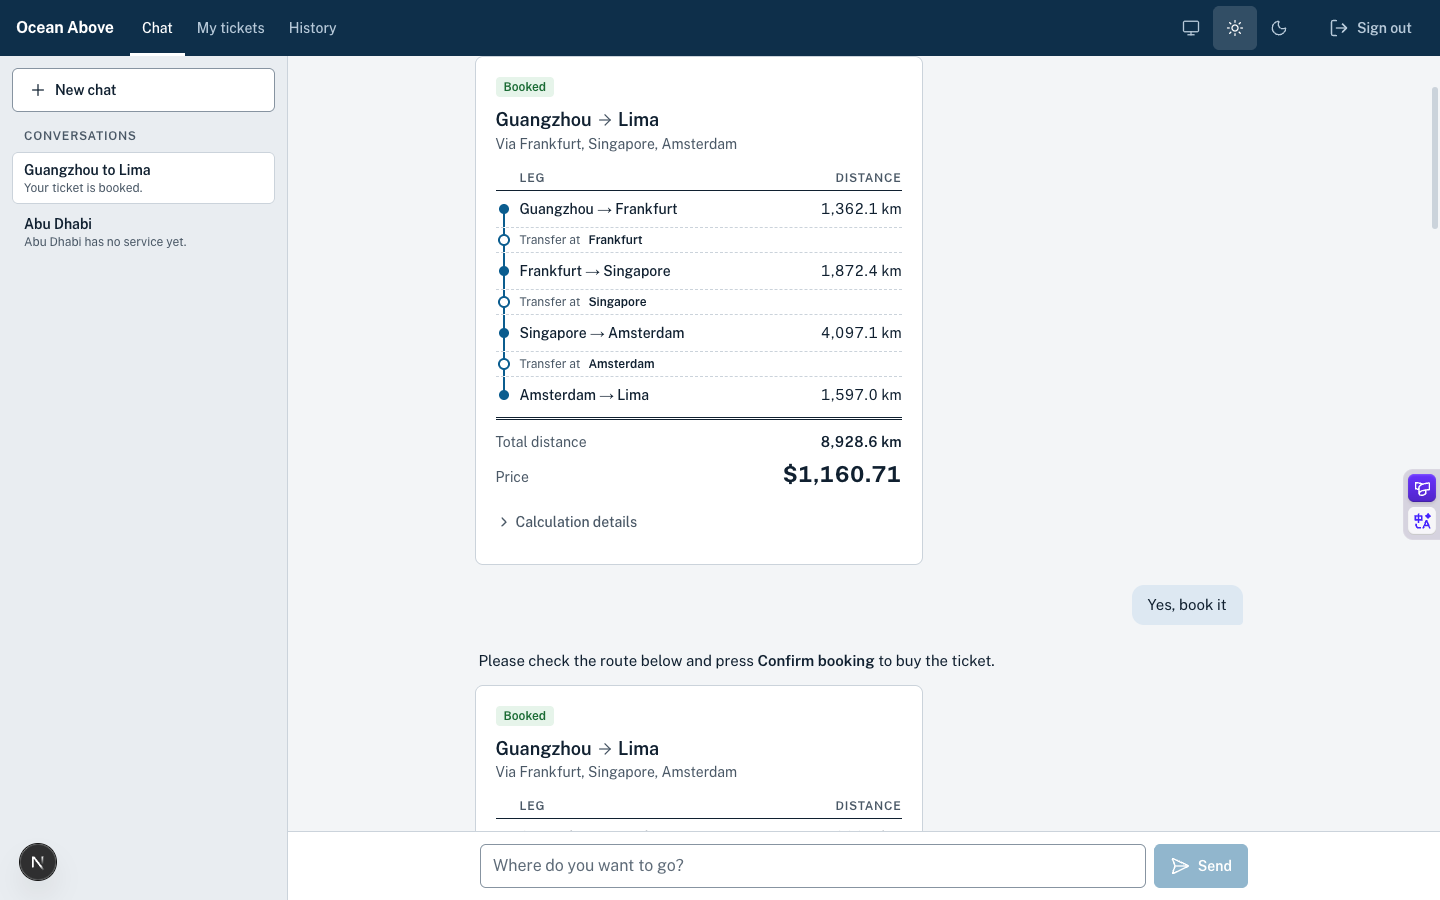 Ocean Above
Chat
My tickets
History
Sign out
New chat
CONVERSATIONS
Guangzhou to Lima
Your ticket is booked.
Abu Dhabi
Abu Dhabi has no service yet.
Booked
Guangzhou → Lima
Via Frankfurt, Singapore, Amsterdam
LEG DISTANCE
Guangzhou → Frankfurt 1,362.1 km
Transfer at Frankfurt
Frankfurt → Singapore 1,872.4 km
Transfer at Singapore
Singapore → Amsterdam 4,097.1 km
Transfer at Amsterdam
Amsterdam → Lima 1,597.0 km
Total distance 8,928.6 km
Price $1,160.71
Calculation details
Yes, book it
Please check the route below and press Confirm booking to buy the ticket.
Booked
Guangzhou → Lima
Via Frankfurt, Singapore, Amsterdam
LEG DISTANCE
Where do you want to go?
Send
N
中A